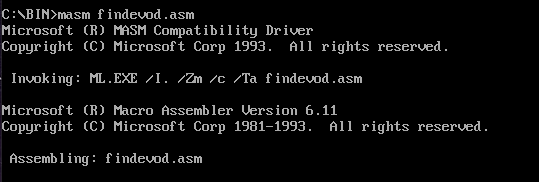 C:\BIN>masm findevod.asm
Microsoft (R) MASM Compatibility Driver
Copyright (C) Microsoft Corp 1993.  All rights reserved.
Invoking: ML.EXE /I. /Zm /c /Ta findevod.asm
Microsoft (R) Macro Assembler Version 6.11
Copyright (C) Microsoft Corp 1981-1993.  All rights reserved.
Assembling: findevod.asm